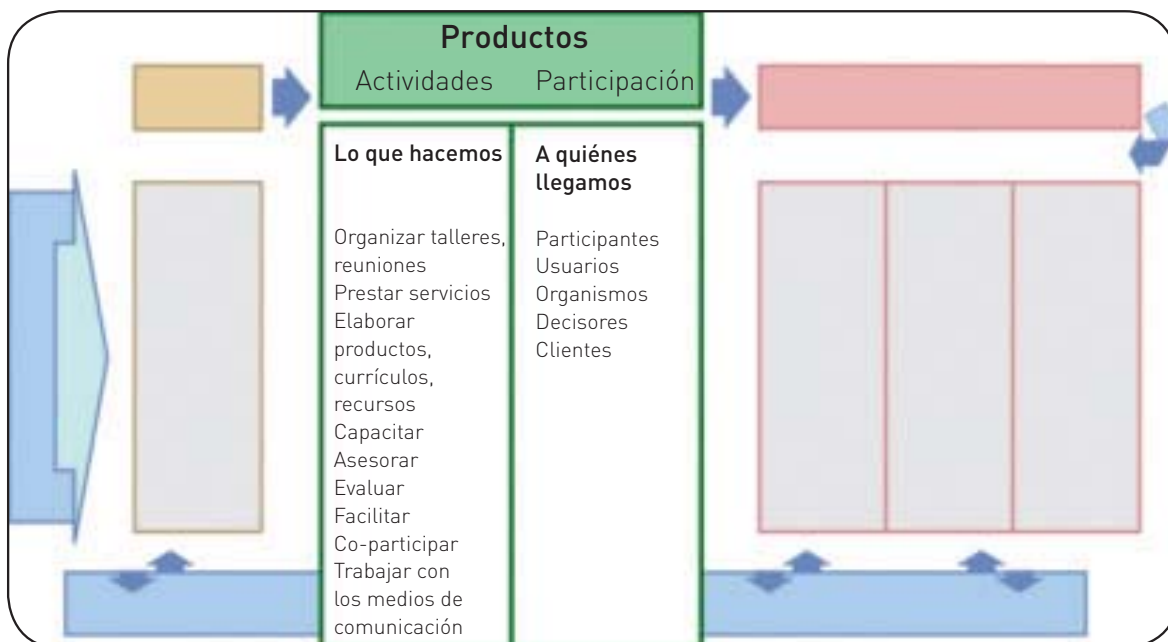 Productos
Actividades Participación
Lo que hacemos
Organizar talleres,
reuniones
Prestar servicios
Elaborar
productos,
currículos,
recursos
Capacitar
Asesorar
Evaluar
Facilitar
Co-participar
Trabajar con
los medios de
comunicación
A quiénes
llegamos
Participantes
Usuarios
Organismos
Decisores
Clientes